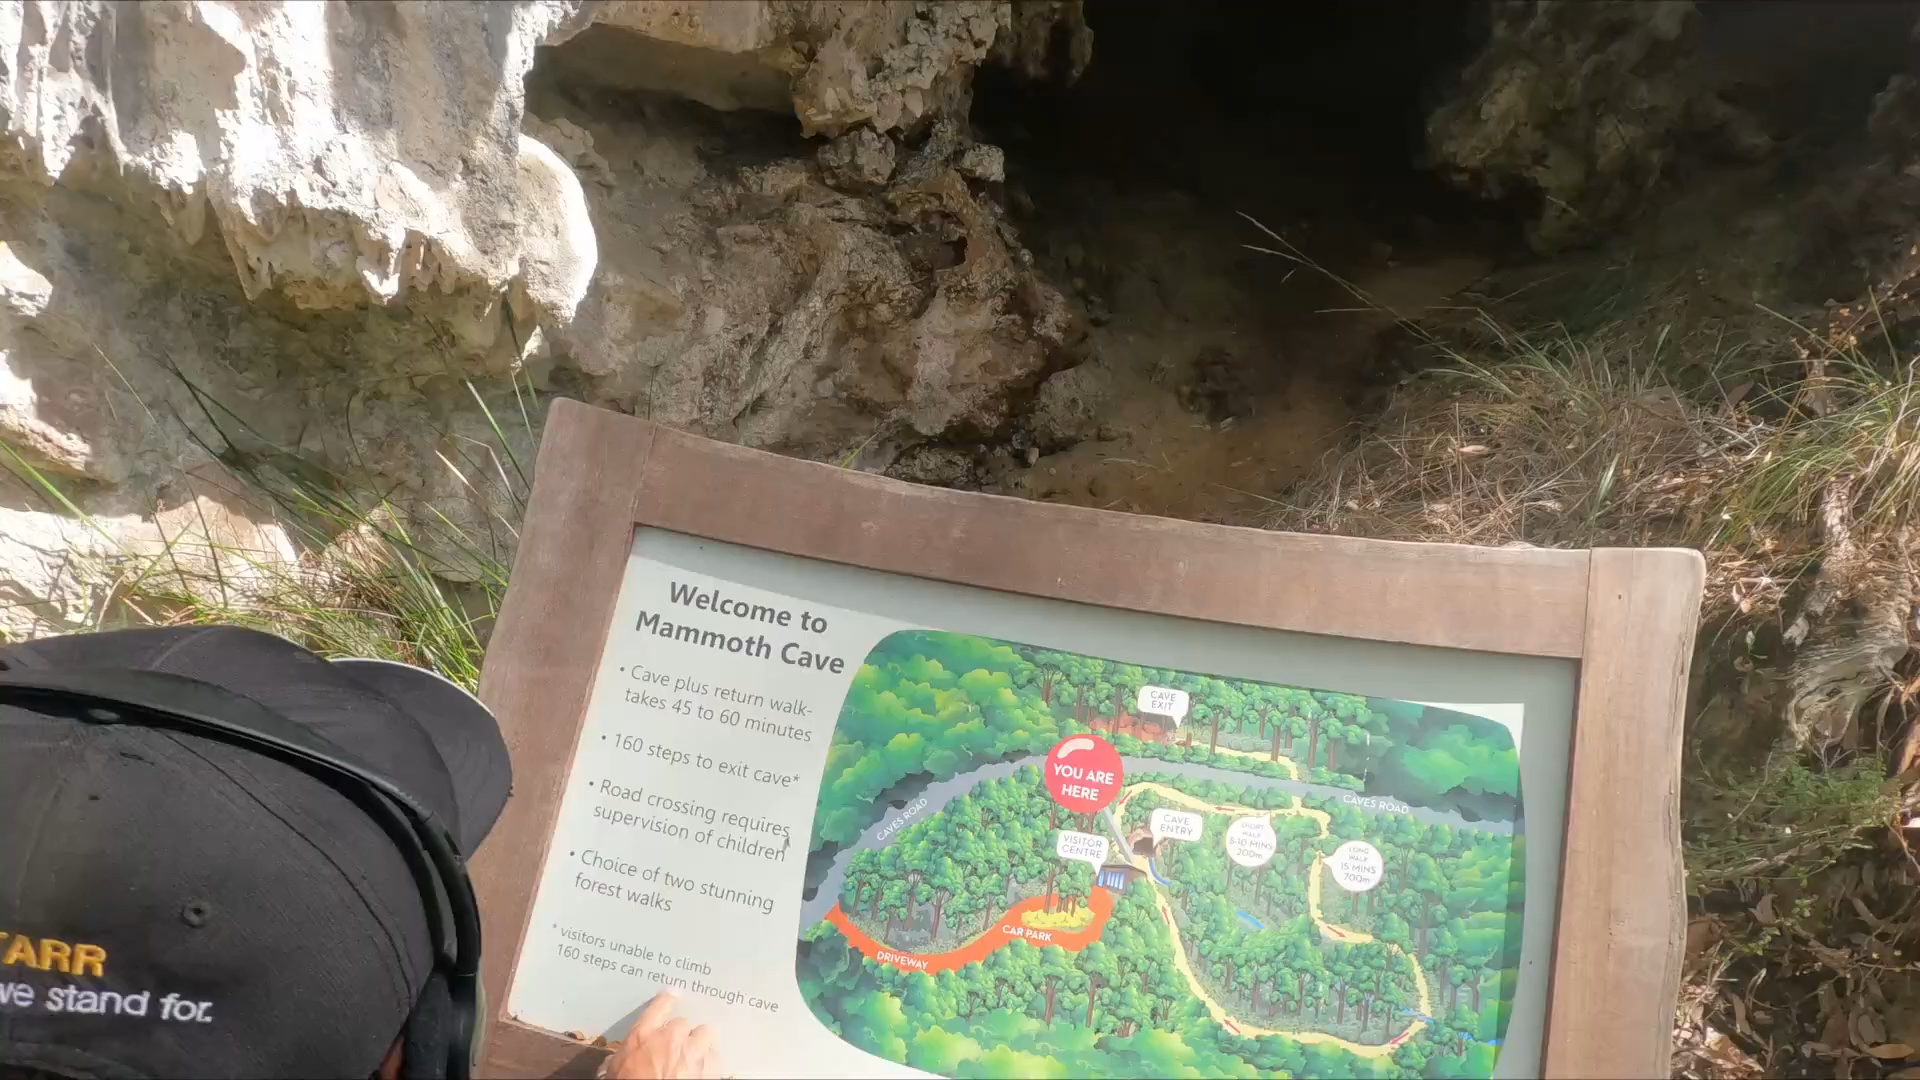 Welcome to
Mammoth Cave
• Cave plus return walk-
takes 45 to 60 minutes
• 160 steps to exit cave*
• Road crossing requires
supervision of children
• Choice of two stunning
forest walks
* visitors unable to climb
160 steps can return through cave
CAVE
EXIT
YOU ARE
HERE
CAVES ROAD
CAVES ROAD
CAVE
ENTRY
VISITOR
CENTRE
SHORT
WALK
5-10 MINS
200m
LONG
WALK
15 MINS
700m
CAR PARK
DRIVEWAY
ARR
we stand for.